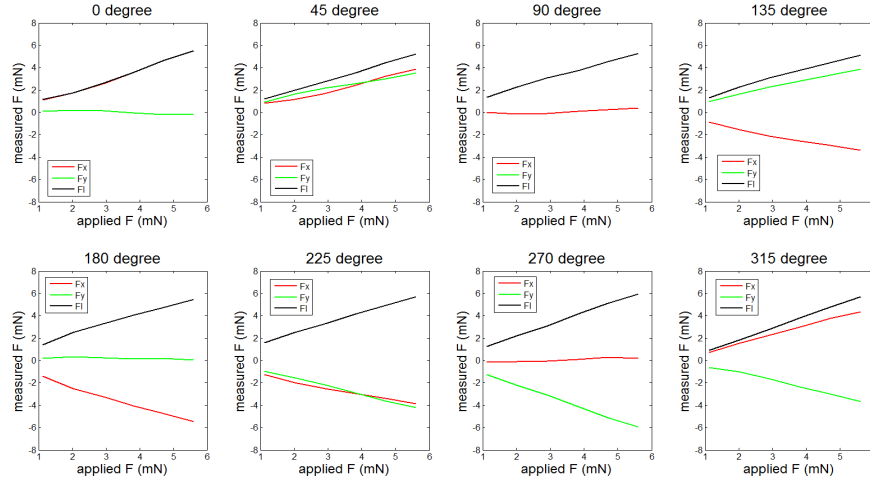 0 degree
measured F (mN)
8
6
4
2
0
-2
-4
-6
-8
Fx
Fy
Fl
1 2 3 4 5 6
applied F (mN)
45 degree
measured F (mN)
8
6
4
2
0
-2
-4
-6
-8
Fx
Fy
Fl
1 2 3 4 5 6
applied F (mN)
90 degree
measured F (mN)
8
6
4
2
0
-2
-4
-6
-8
Fx
Fy
Fl
1 2 3 4 5 6
applied F (mN)
135 degree
measured F (mN)
8
6
4
2
0
-2
-4
-6
-8
Fx
Fy
Fl
1 2 3 4 5 6
applied F (mN)
180 degree
measured F (mN)
8
6
4
2
0
-2
-4
-6
-8
Fx
Fy
Fl
1 2 3 4 5 6
applied F (mN)
225 degree
measured F (mN)
8
6
4
2
0
-2
-4
-6
-8
Fx
Fy
Fl
1 2 3 4 5 6
applied F (mN)
270 degree
measured F (mN)
8
6
4
2
0
-2
-4
-6
-8
Fx
Fy
Fl
1 2 3 4 5 6
applied F (mN)
315 degree
measured F (mN)
8
6
4
2
0
-2
-4
-6
-8
Fx
Fy
Fl
1 2 3 4 5 6
applied F (mN)